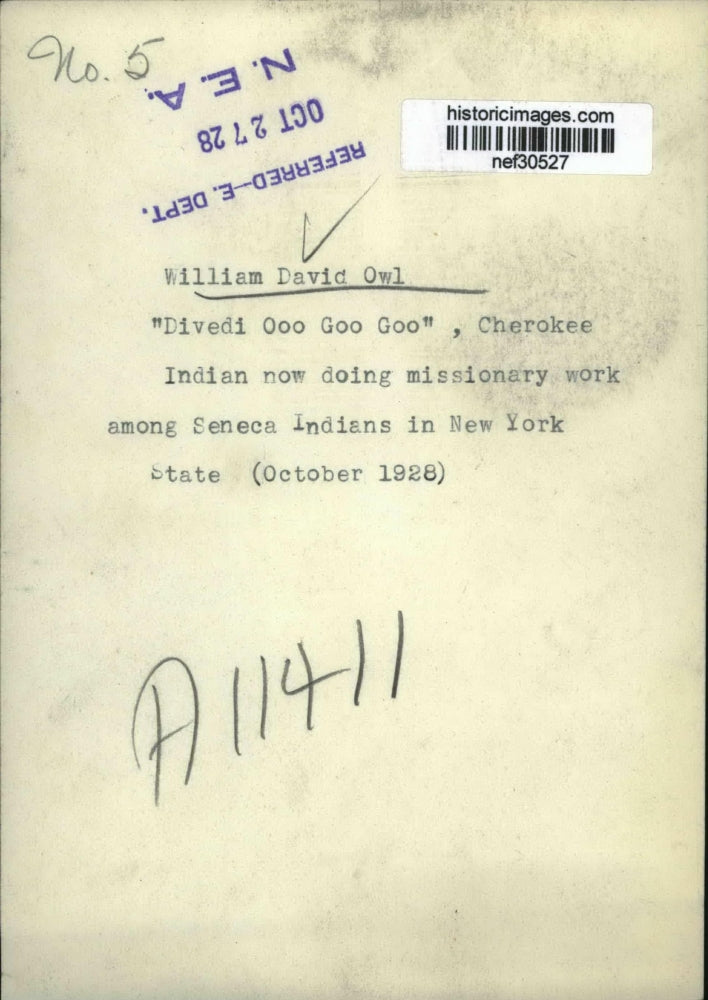 No. 5
N. E. A.
OCT 27 28
REFERRED-E. DEPT.
historicimages.com
nef30527
William David Owl
"Divedi Ooo Goo Goo" , Cherokee
Indian now doing missionary work
among Seneca Indians in New York
State (October 1928)
A11411